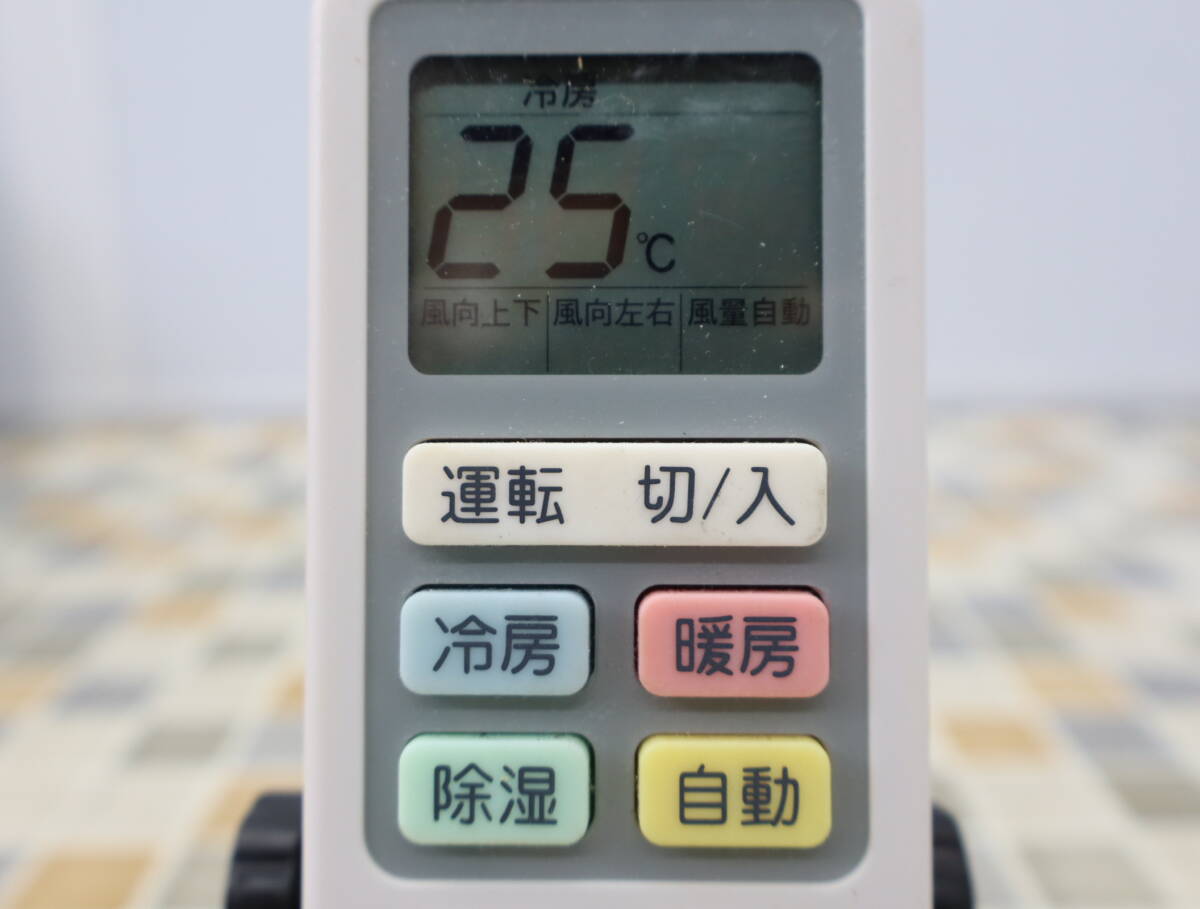 冷房
25℃
風向上下 風向左右 風量自動
運転 切/入
冷房 暖房
除湿 自動